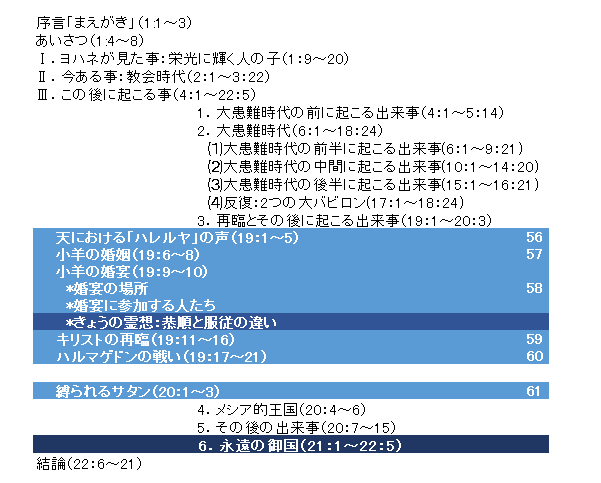 序言「まえがき」(1:1～3)
あいさつ(1:4～8)
Ⅰ．ヨハネが見た事：栄光に輝く人の子(1:9～20)
Ⅱ．今ある事：教会時代(2:1～3:22)
Ⅲ．この後に起こる事(4:1～22:5)
1．大患難時代の前に起こる出来事(4:1～5:14)
2．大患難時代(6:1～18:24)
⑴大患難時代の前半に起こる出来事(6:1～9:21)
⑵大患難時代の中間に起こる出来事(10:1～14:20)
⑶大患難時代の後半に起こる出来事(15:1～16:21)
⑷反復：2つの大バビロン(17:1～18:24)
3．再臨とその後に起こる出来事(19:1～20:3)
天における「ハレルヤ」の声(19:1～5) 56
小羊の婚姻(19:6～8) 57
小羊の婚宴(19:9～10)
*婚宴の場所 58
*婚宴に参加する人たち
*きょうの霊想：恭順と服従の違い
キリストの再臨(19:11～16) 59
ハルマゲドンの戦い(19:17～21) 60
縛られるサタン(20:1～3) 61
4．メシア的王国(20:4～6)
5．その後の出来事(20:7～15)
6．永遠の御国(21:1～22:5)
結論(22:6～21)